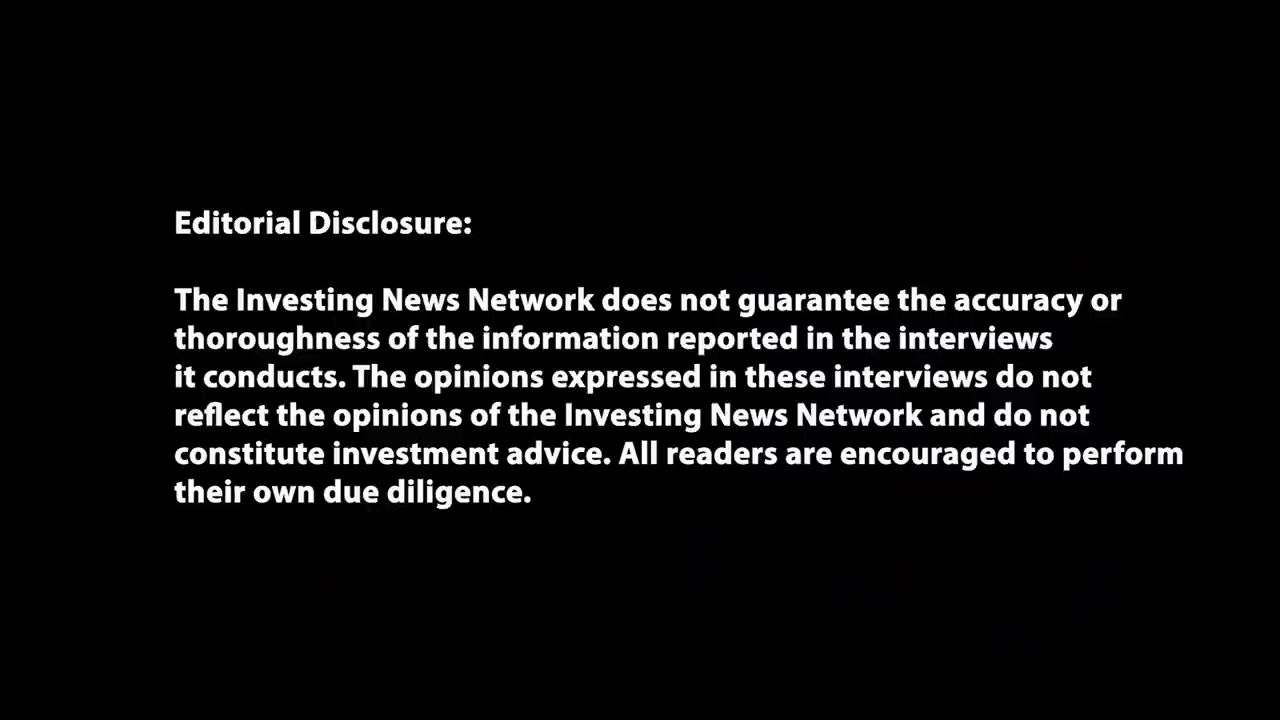 Editorial Disclosure:
The Investing News Network does not guarantee the accuracy or
thoroughness of the information reported in the interviews
it conducts. The opinions expressed in these interviews do not
reflect the opinions of the Investing News Network and do not
constitute investment advice. All readers are encouraged to perform
their own due diligence.